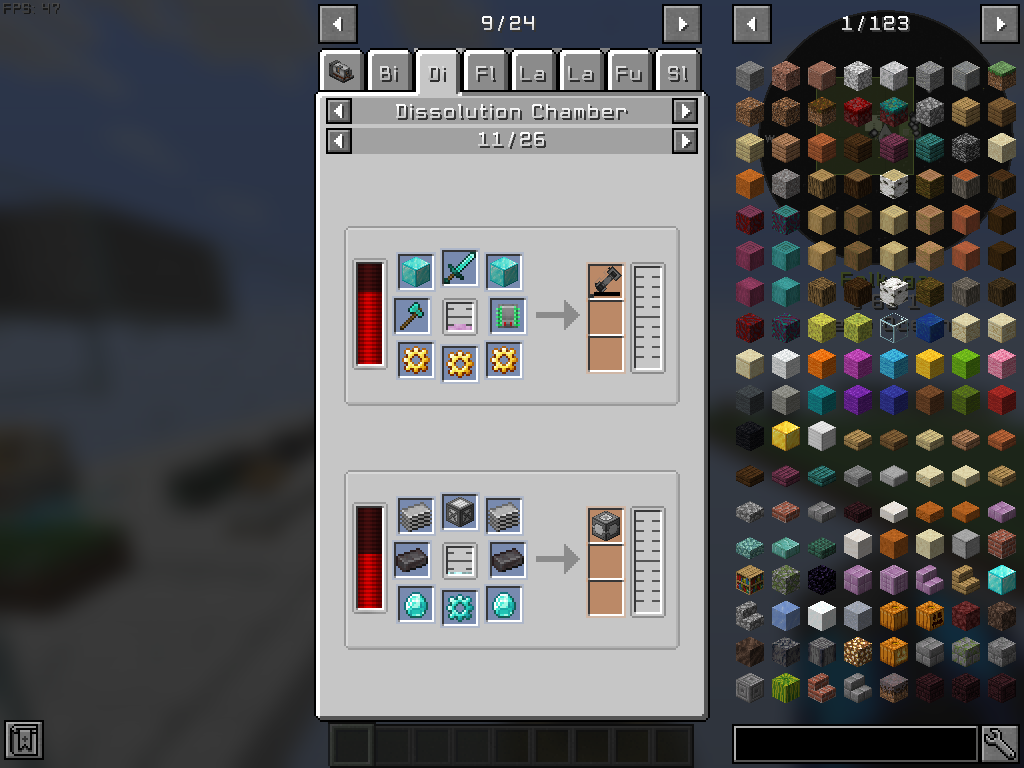 FPS: 47
9/24
1/123
Bi
Di
Fl
La
La
Fu
Sl
Dissolution Chamber
11/26